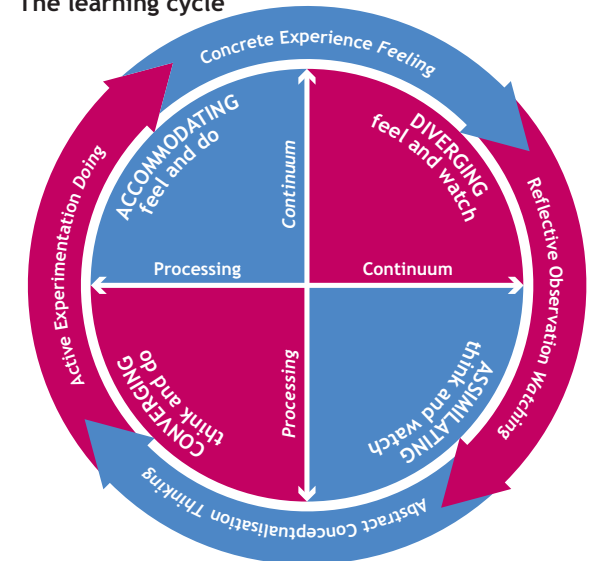 The learning cycle
Concrete Experience Feeling
ACCOMMODATING
feel and do
DIVERGING
feel and watch
Continuum
Reflective Observation Watching
Active Experimentation Doing
Processing
Continuum
Processing
CONVERGING
think and do
ASSIMILATING
think and watch
Abstract Conceptualisation Thinking